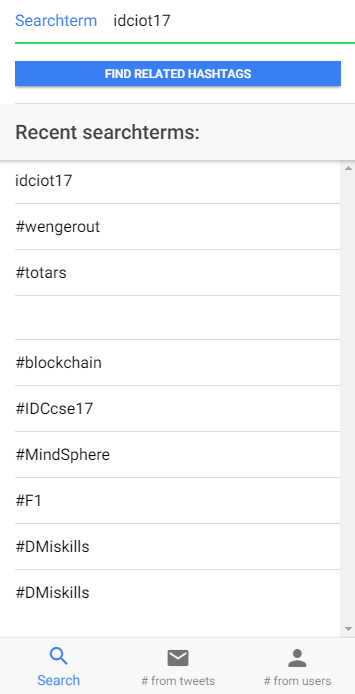 Searchterm idciot17
FIND RELATED HASHTAGS
Recent searchterms:
idciot17
#wengerout
#totars
#blockchain
#IDCcse17
#MindSphere
#F1
#DMiskills
#DMiskills
Search # from tweets # from users